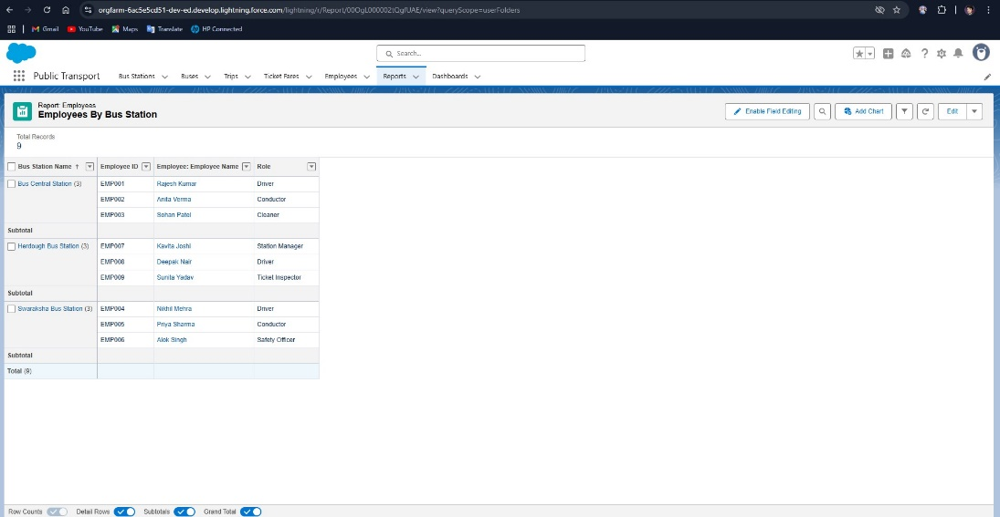 orgfarm-6ac5e5cd51-dev-ed.develop.lightning.force.com/lightning/r/Report/00OgL000002tQgfUAE/view?queryScope=userFolders
Gmail YouTube Maps Translate HP Connected
Search...
Public Transport Bus Stations Buses Trips Ticket Fares Employees Reports Dashboards
Report: Employees
Employees By Bus Station
Enable Field Editing Add Chart Edit
Total Records
9
Bus Station Name ↑ Employee ID Employee: Employee Name Role
Bus Central Station (3) EMP001 Rajesh Kumar Driver
EMP002 Anita Verma Conductor
EMP003 Sohan Patel Cleaner
Subtotal
Herdough Bus Station (3) EMP007 Kavita Joshi Station Manager
EMP008 Deepak Nair Driver
EMP009 Sunita Yadav Ticket Inspector
Subtotal
Swaraksha Bus Station (3) EMP004 Nikhil Mehra Driver
EMP005 Priya Sharma Conductor
EMP006 Alok Singh Safety Officer
Subtotal
Total (9)
Row Counts Detail Rows Subtotals Grand Total